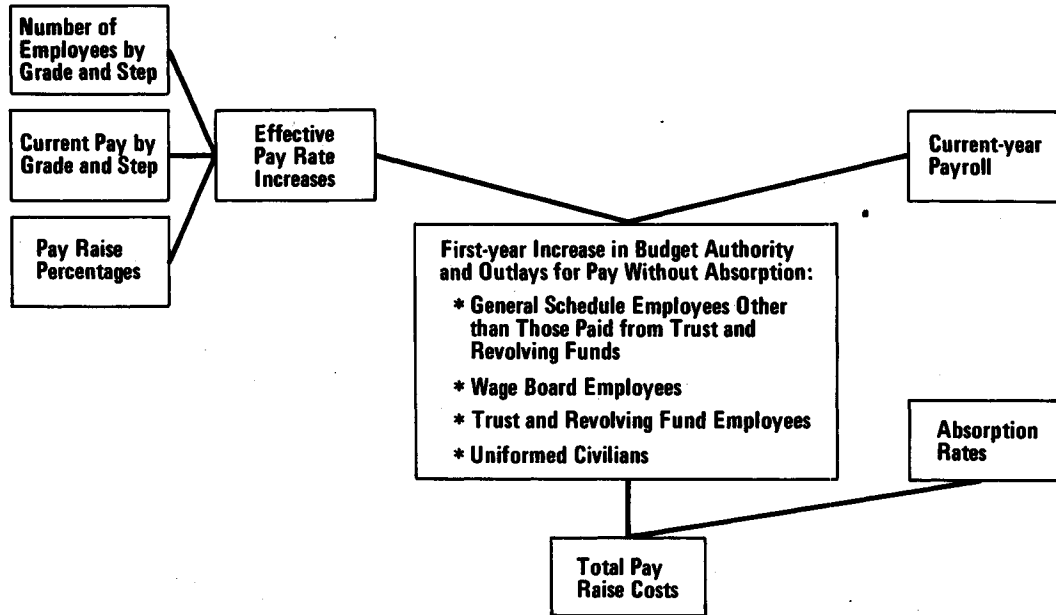 Number of
Employees by
Grade and Step
Current Pay by
Grade and Step
Pay Raise
Percentages
Effective
Pay Rate
Increases
Current-year
Payroll
First-year Increase in Budget Authority
and Outlays for Pay Without Absorption:
* General Schedule Employees Other
than Those Paid from Trust and
Revolving Funds
* Wage Board Employees
* Trust and Revolving Fund Employees
* Uniformed Civilians
Absorption
Rates
Total Pay
Raise Costs